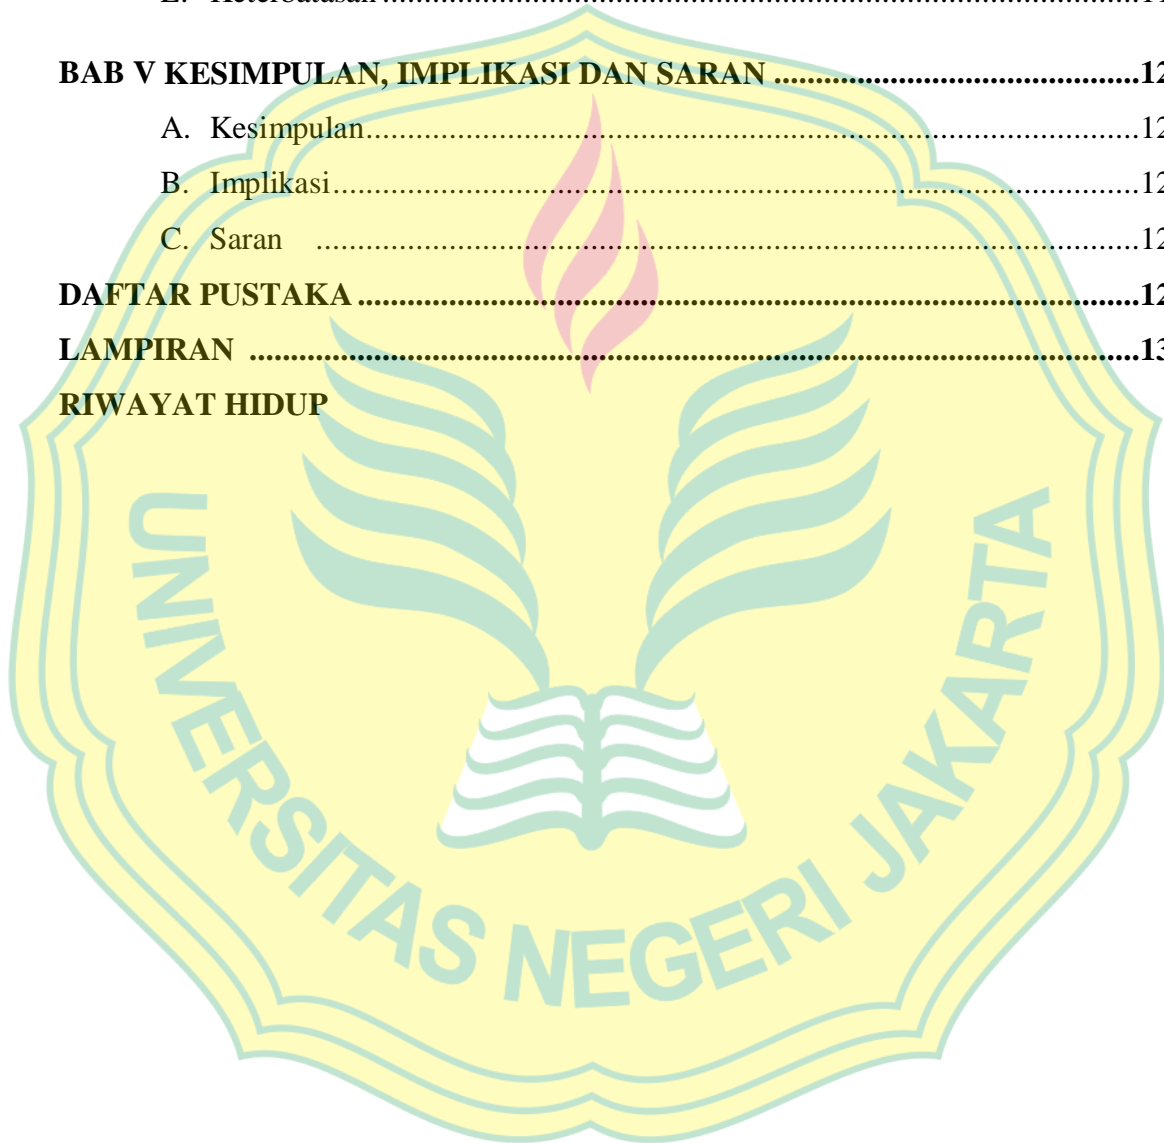 BAB V KESIMPULAN, IMPLIKASI DAN SARAN ............................................12
A. Kesimpulan..............................................................................................12
B. Implikasi..................................................................................................12
C. Saran ....................................................................................................12
DAFTAR PUSTAKA ...............................................................................................12
LAMPIRAN ............................................................................................................13
RIWAYAT HIDUP
UNIVERSITAS NEGERI JAKARTA